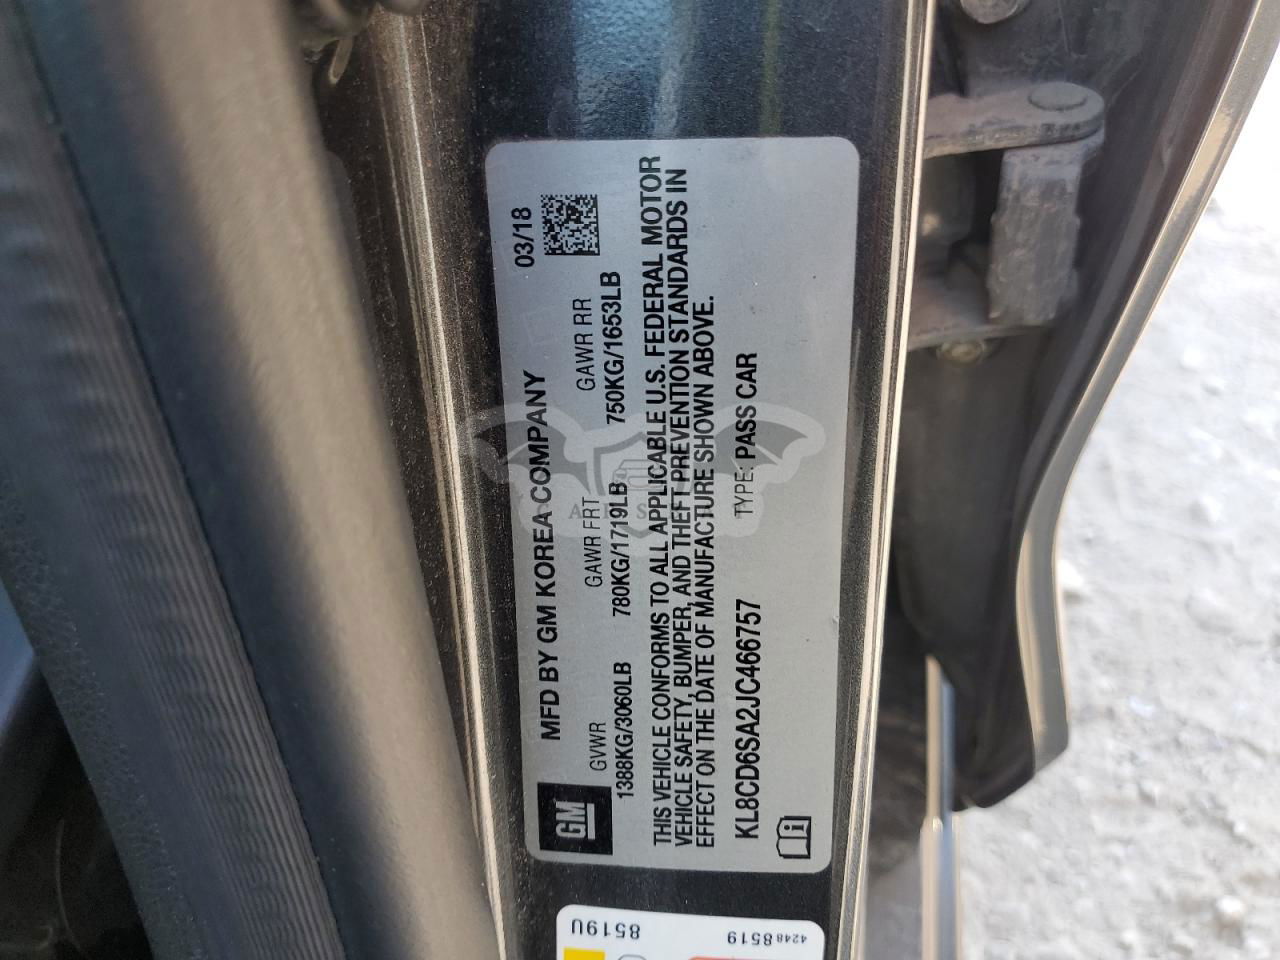 MFD BY GM KOREA COMPANY 03/18
GM
GVWR GAWR FRT GAWR RR
1388KG/3060LB 780KG/1719LB 750KG/1653LB
THIS VEHICLE CONFORMS TO ALL APPLICABLE U.S. FEDERAL MOTOR
VEHICLE SAFETY, BUMPER, AND THEFT PREVENTION STANDARDS IN
EFFECT ON THE DATE OF MANUFACTURE SHOWN ABOVE.
KL8CD6SA2JC466757 TYPE: PASS CAR
8519U
42488519